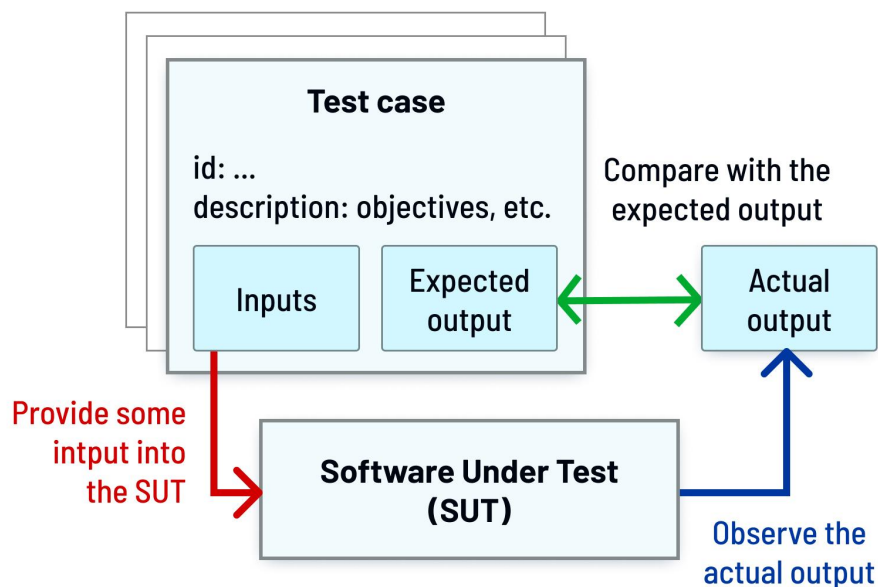 Test case
id: ...
description: objectives, etc.
Inputs
Expected
output
Compare with the
expected output
Actual
output
Provide some
intput into
the SUT
Software Under Test
(SUT)
Observe the
actual output